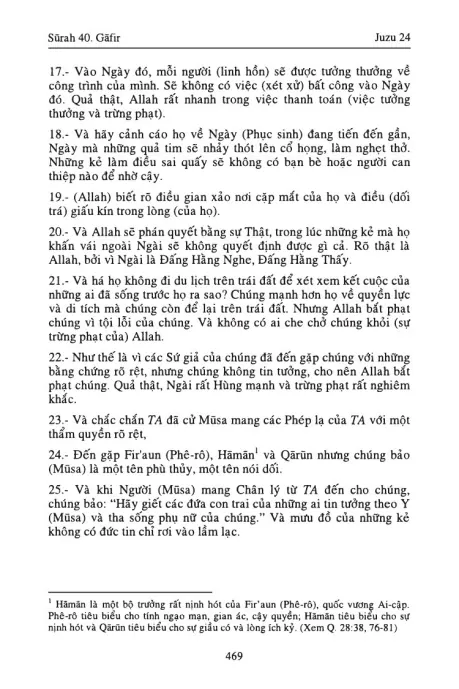 Sūrah 40. Gāfir
Juzu 24
17.- Vào Ngày đó, mỗi người (linh hồn) sẽ được tưởng thưởng về
công trình của mình. Sẽ không có việc (xét xử) bất công vào Ngày
đó. Quả thật, Allah rất nhanh trong việc thanh toán (việc tưởng
thưởng và trừng phạt).
18.- Và hãy cảnh cáo họ về Ngày (Phục sinh) đang tiến đến gần,
Ngày mà những quả tim sẽ nhảy thót lên cổ họng, làm nghẹt thở.
Những kẻ làm điều sai quấy sẽ không có bạn bè hoặc người can
thiệp nào để nhờ cậy.
19.- (Allah) biết rõ điều gian xảo nơi cặp mắt của họ và điều (dối
trá) giấu kín trong lòng (của họ).
20.- Và Allah sẽ phán quyết bằng sự Thật, trong lúc những kẻ mà họ
khấn vái ngoài Ngài sẽ không quyết định được gì cả. Rõ thật là
Allah, bởi vì Ngài là Đấng Hằng Nghe, Đấng Hằng Thấy.
21.- Và há họ không đi du lịch trên trái đất để xét xem kết cuộc của
những ai đã sống trước họ ra sao? Chúng mạnh hơn họ về quyền lực
và di tích mà chúng còn để lại trên trái đất. Nhưng Allah bắt phạt
chúng vì tội lỗi của chúng. Và không có ai che chở chúng khỏi (sự
trừng phạt của) Allah.
22.- Như thế là vì các Sứ giả của chúng đã đến gặp chúng với những
bằng chứng rõ rệt, nhưng chúng không tin tưởng, cho nên Allah bắt
phạt chúng. Quả thật, Ngài rất Hùng mạnh và trừng phạt rất nghiêm
khắc.
23.- Và chắc chắn TA đã cử Mūsa mang các Phép lạ của TA với một
thẩm quyền rõ rệt,
24.- Đến gặp Fir'aun (Phê-rô), Hāmān¹ và Qārūn nhưng chúng bảo
(Mūsa) là một tên phù thủy, một tên nói dối.
25.- Và khi Người (Mūsa) mang Chân lý từ TA đến cho chúng,
chúng bảo: “Hãy giết các đứa con trai của những ai tin tưởng theo Y
(Mūsa) và tha sống phụ nữ của chúng.” Và mưu đồ của những kẻ
không có đức tin chỉ rơi vào lầm lạc.
¹ Hāmān là một bộ trưởng rất nịnh hót của Fir’aun (Phê-rô), quốc vương Ai-cập.
Phê-rô tiêu biểu cho tính ngạo mạn, gian ác, cậy quyền; Hāmān tiêu biểu cho sự
nịnh hót và Qārūn tiêu biểu cho sự giầu có và lòng ích kỷ. (Xem Q. 28:38, 76-81)
469